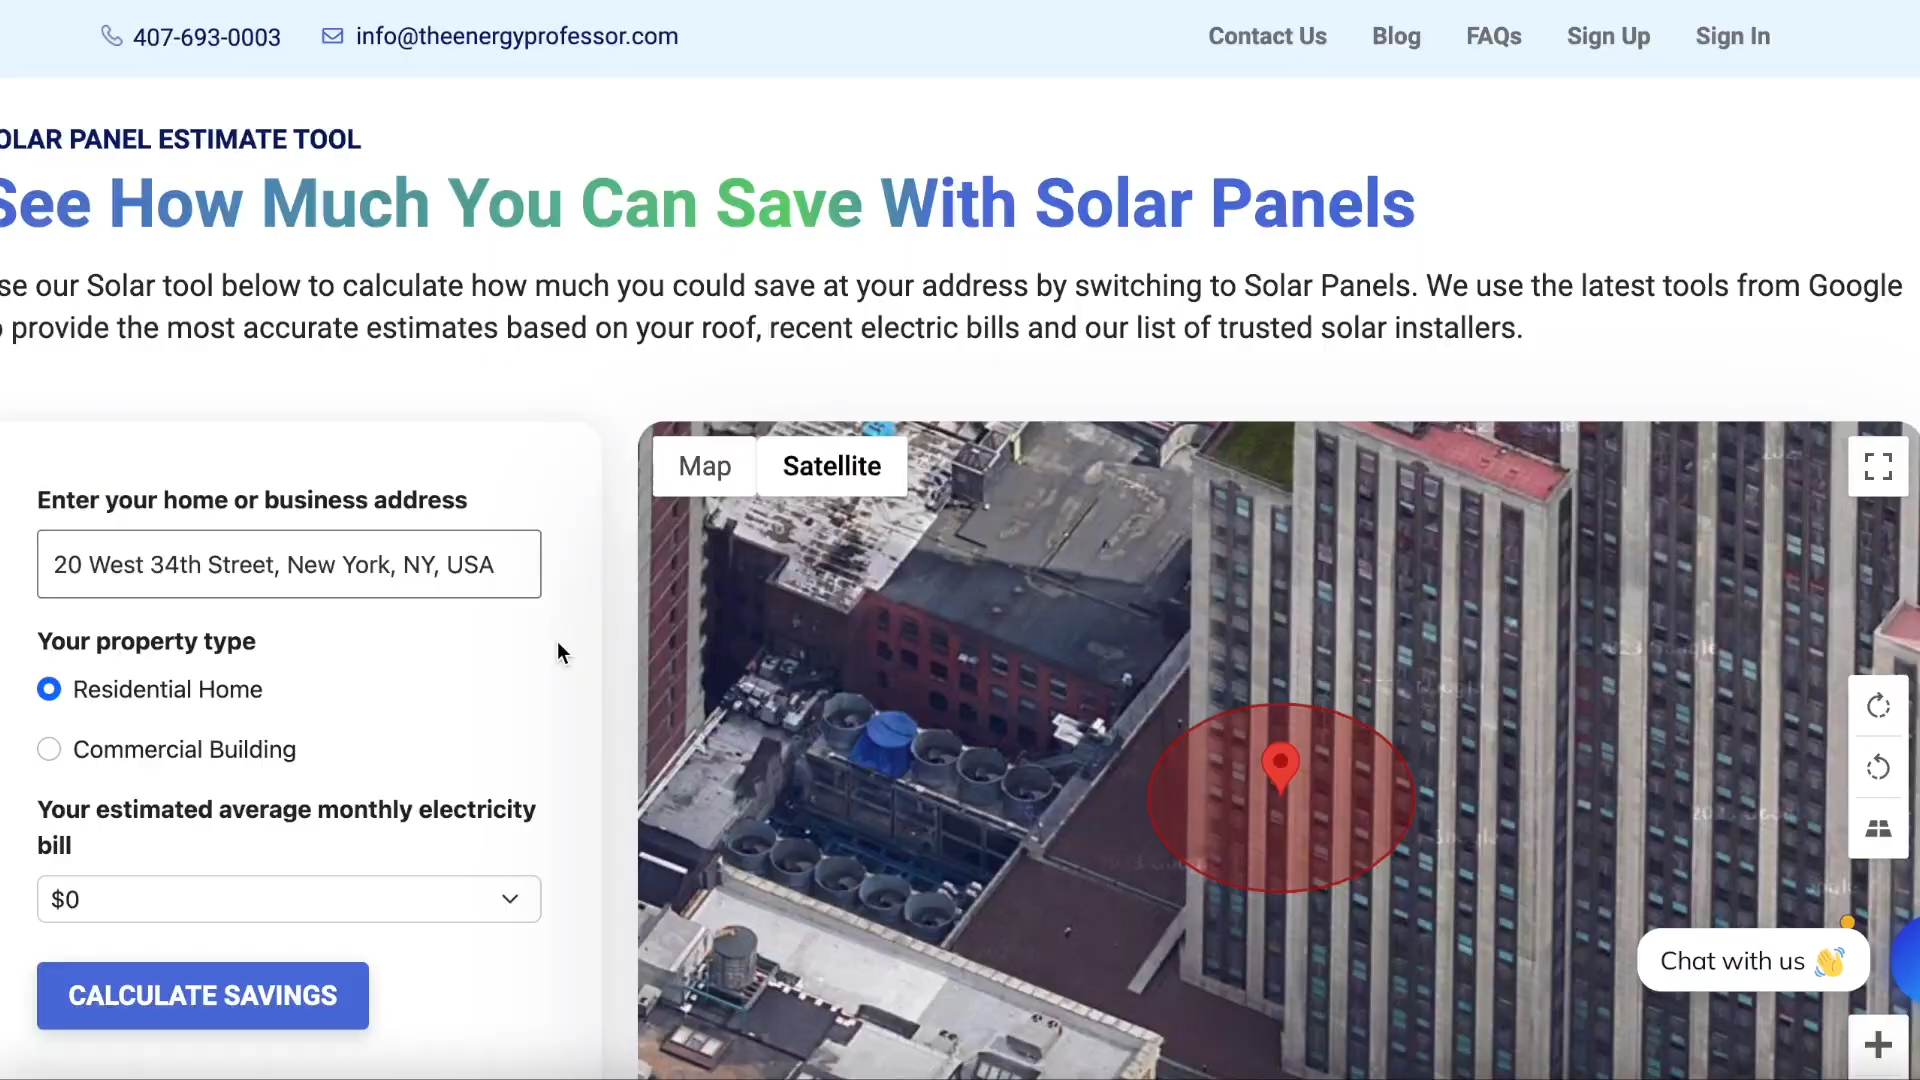 407-693-0003 info@theenergyprofessor.com Contact Us Blog FAQs Sign Up Sign In
OLAR PANEL ESTIMATE TOOL
See How Much You Can Save With Solar Panels
se our Solar tool below to calculate how much you could save at your address by switching to Solar Panels. We use the latest tools from Google
o provide the most accurate estimates based on your roof, recent electric bills and our list of trusted solar installers.
Map Satellite
Enter your home or business address
20 West 34th Street, New York, NY, USA
Your property type
Residential Home
Commercial Building
Your estimated average monthly electricity
bill
$0
CALCULATE SAVINGS
Chat with us 👋